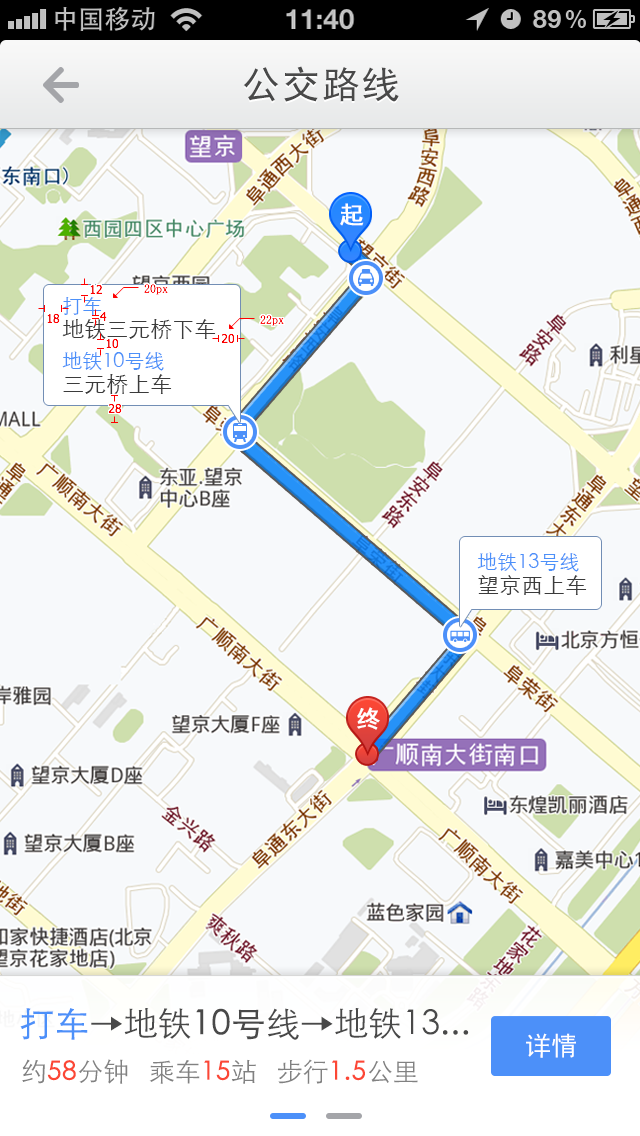 中国移动 11:40 89%
公交路线
望京
阜通西大街
阜安西路
东南口)
西园四区中心广场
起
望京街
望京西园
12
20px
打车
18
4
地铁三元桥下车
22px
20
10
地铁10号线
三元桥上车
28
阜安路
利星
MALL
东亚.望京
中心B座
阜通
广顺南大街
阜安东路
阜通东大
阜荣街
地铁13号线
望京西上车
北京方恒
广顺南大街
阜荣街
岸雅园
终
望京大厦F座
广顺南大街南口
望京大厦D座
东煌凯丽酒店
金兴路
阜通东大街
望京大厦B座
广顺南大街
嘉美中心1
蓝色家园
和家快捷酒店(北京
望京花家地店)
爽秋路
花家地
打车→地铁10号线→地铁13...
详情
约58分钟 乘车15站 步行1.5公里